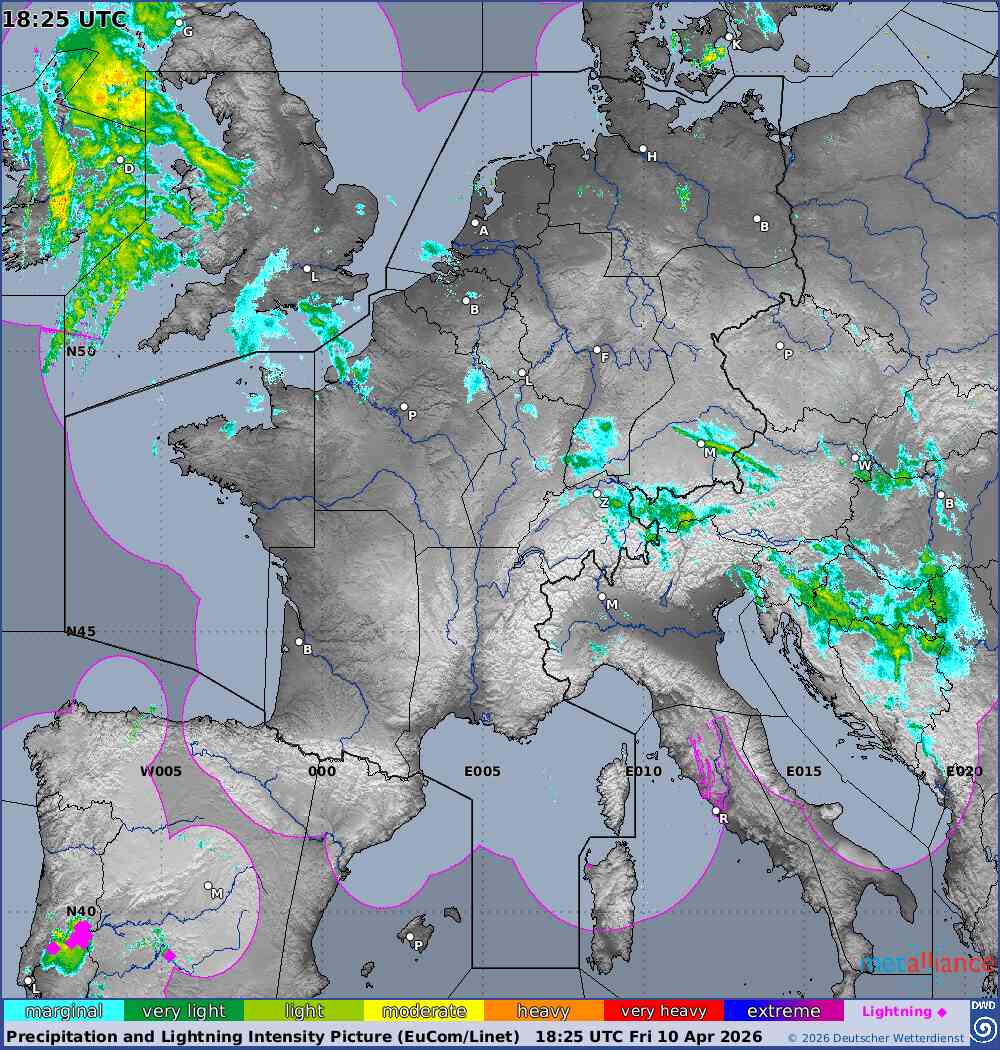 18:25 UTC
G
K
D
H
A
B
L
B
N50
F
P
L
P
M
W
Z
B
M
N45
B
W005
000
E005
E010
E015
E020
R
M
N40
P
L
metalliance
marginal
very light
light
moderate
heavy
very heavy
extreme
Lightning
DWD
Precipitation and Lightning Intensity Picture (EuCom/Linet) 18:25 UTC Fri 10 Apr 2026
© 2026 Deutscher Wetterdienst